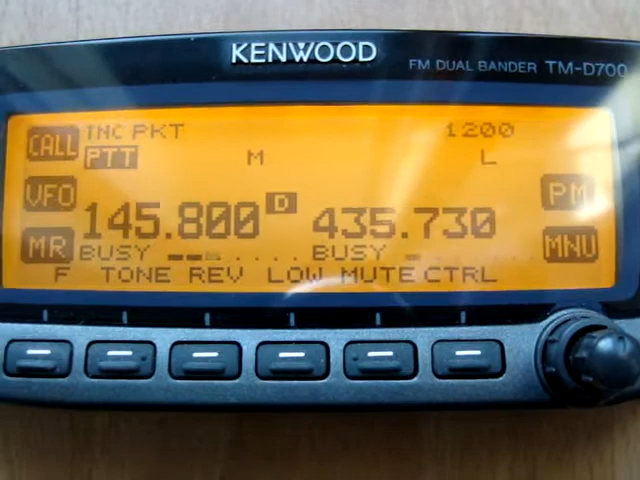 KENWOOD
FM DUAL BANDER TM-D700
CALL TNC PKT 1200
PTT M L
VFO D PM
145.800 435.730
MR BUSY BUSY MNU
F TONE REV LOW MUTE CTRL